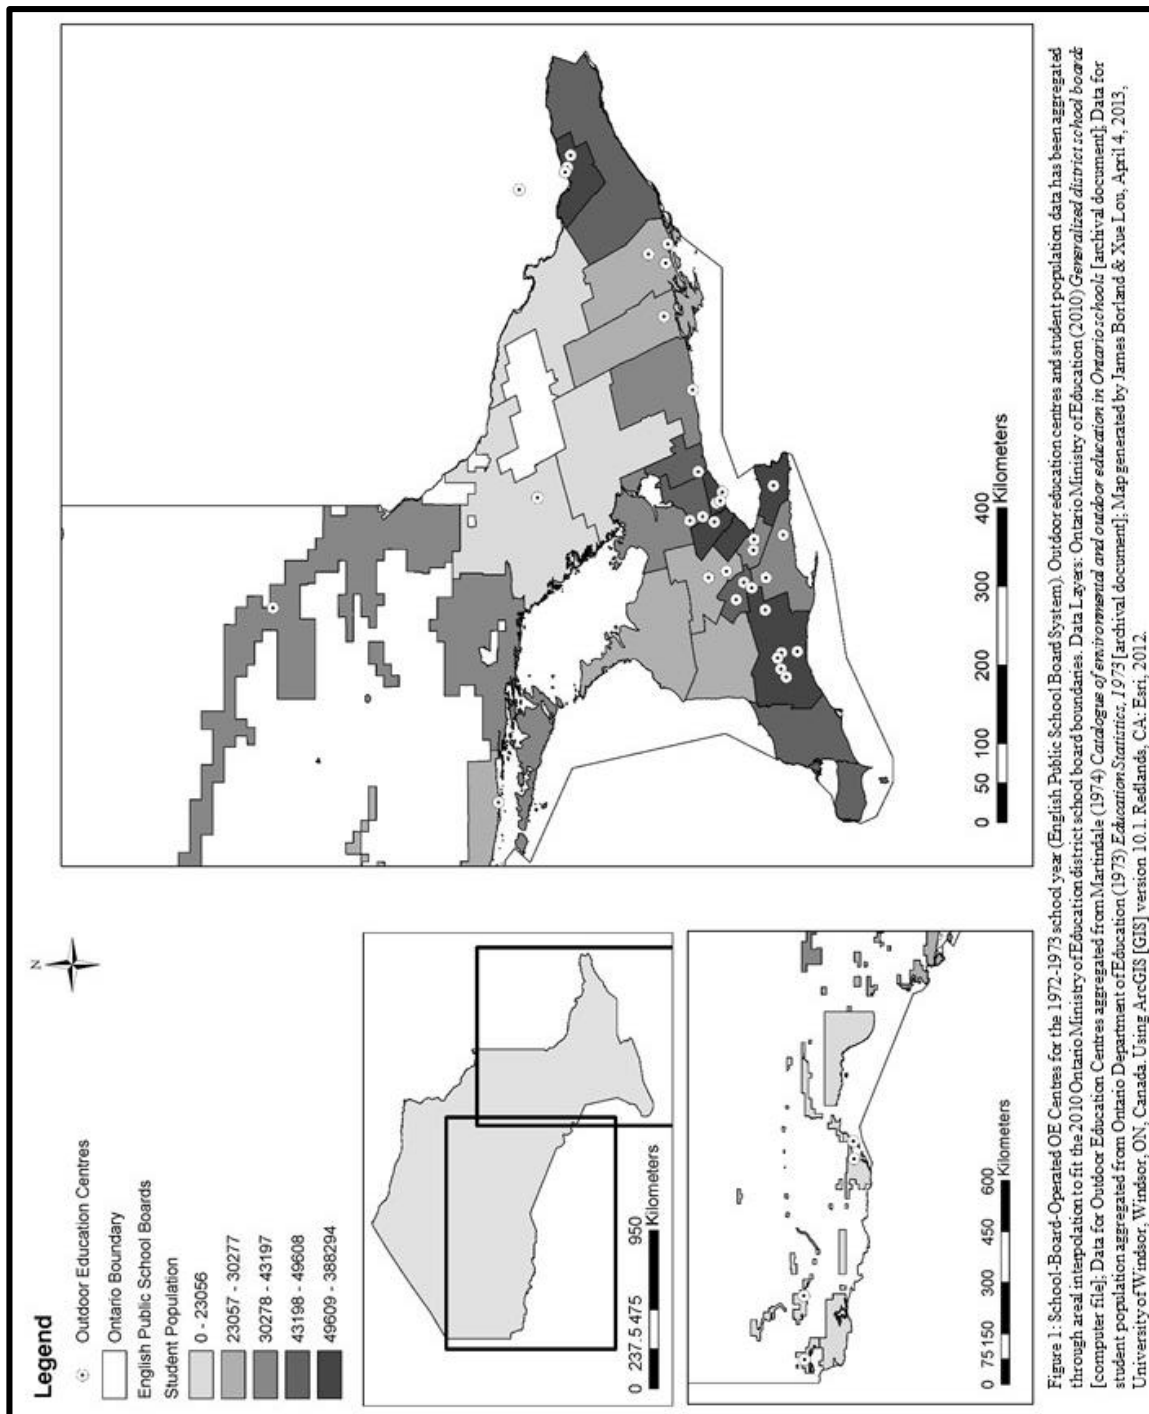 Legend
Outdoor Education Centres
Ontario Boundary
English Public School Boards
Student Population
0 - 23056
23057 - 30277
30278 - 43197
43198 - 49608
49609 - 388294
N
0 237.5 475 950
Kilometers
0 75 150 300 450 600
Kilometers
0 50 100 200 300 400
Kilometers
Figure 1: School-Board-Operated OE Centres for the 1972-1973 school year (English Public School Board System). Outdoor education centres and student population data has been aggregated
through areal interpolation to fit the 2010 Ontario Ministry of Education district school board boundaries. Data Layers: Ontario Ministry of Education (2010) Generalized district school boards
[computer file]; Data for Outdoor Education Centres aggregated from Martindale (1974) Catalogue of environmental and outdoor education in Ontario schools [archival document]; Data for
student population aggregated from Ontario Department of Education (1973) Education Statistics, 1973 [archival document]; Map generated by James Borland & Xue Lou, April 4, 2013,
University of Windsor, Windsor, ON, Canada. Using ArcGIS [GIS] version 10.1. Redlands, CA: Esri, 2012.